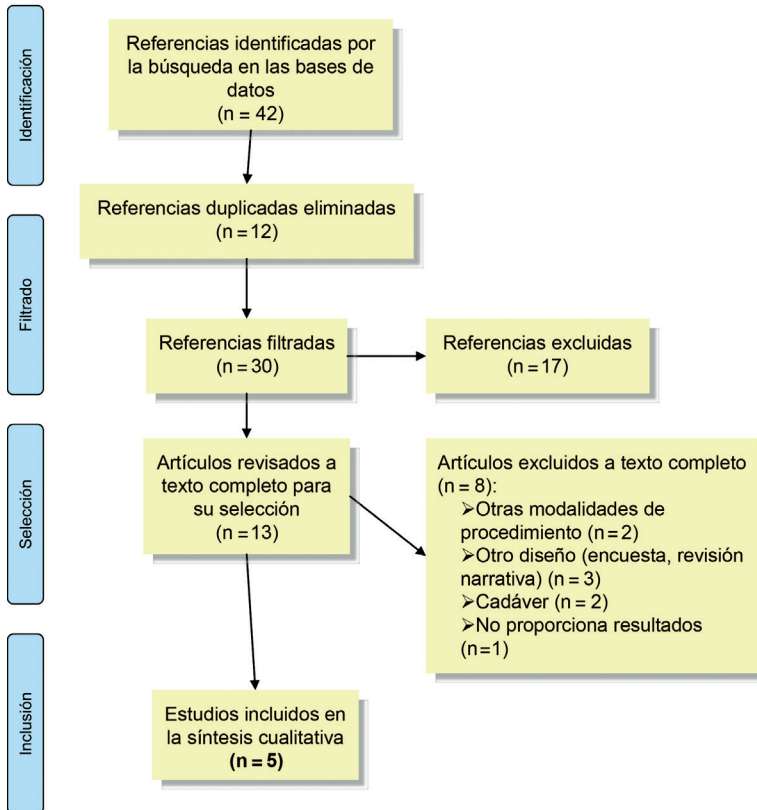 Identificación
Referencias identificadas por
la búsqueda en las bases de
datos
(n = 42)
Referencias duplicadas eliminadas
(n = 12)
Filtrado
Referencias filtradas
(n = 30)
Referencias excluidas
(n = 17)
Selección
Artículos revisados a
texto completo para
su selección
(n = 13)
Artículos excluidos a texto completo
(n = 8):
➢Otras modalidades de
procedimiento (n = 2)
➢Otro diseño (encuesta, revisión
narrativa) (n = 3)
➢Cadáver (n = 2)
➢No proporciona resultados
(n=1)
Inclusión
Estudios incluidos en
la síntesis cualitativa
(n = 5)